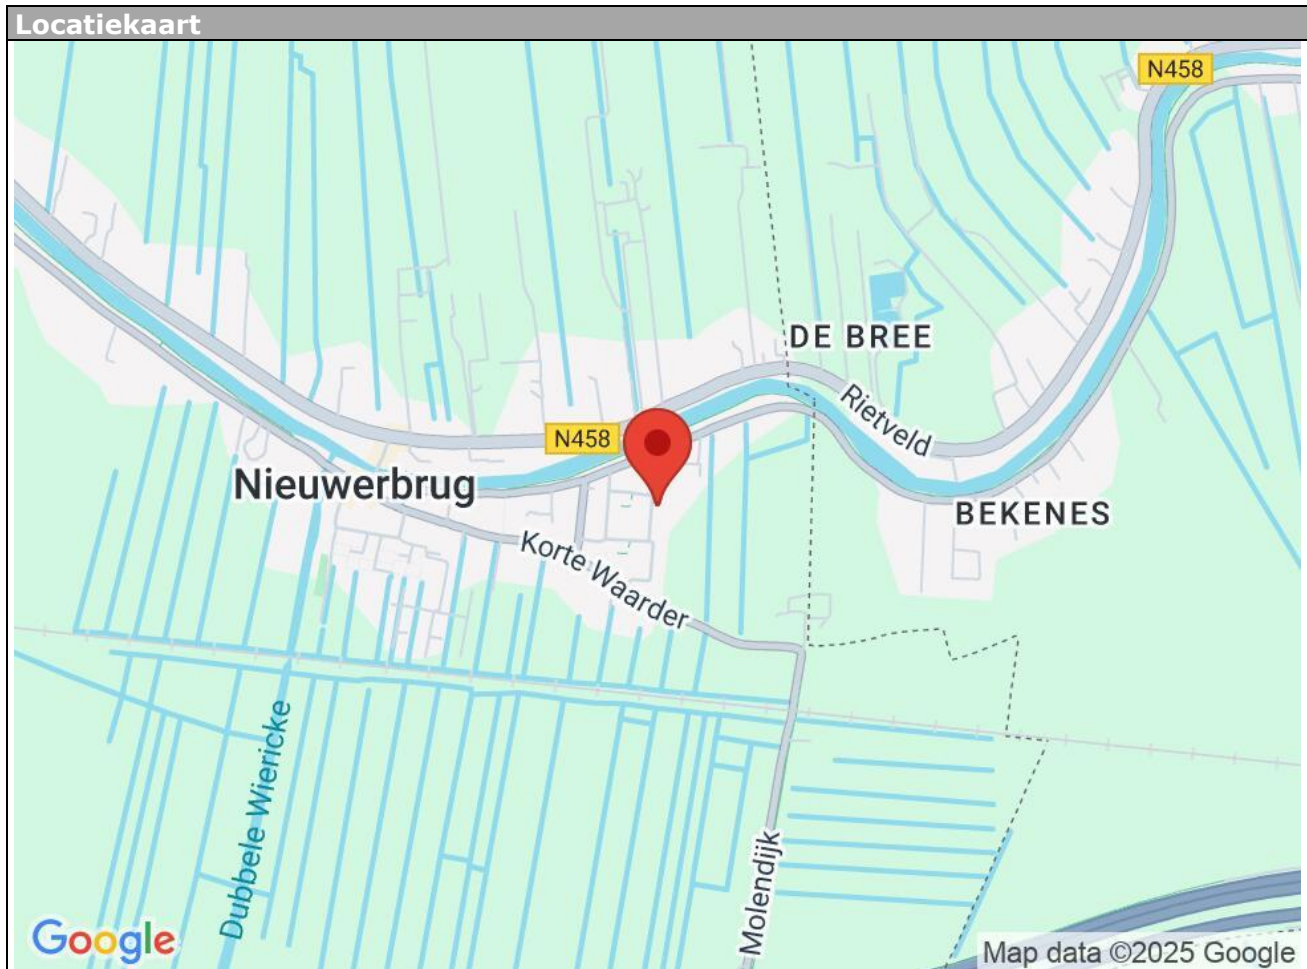 Locatiekaart
N458
DE BREE
Rietveld
N458
Nieuwerbrug
BEKENES
Korte Waarder
Dubbele Wiericke
Molendijk
Google
Map data ©2025 Google